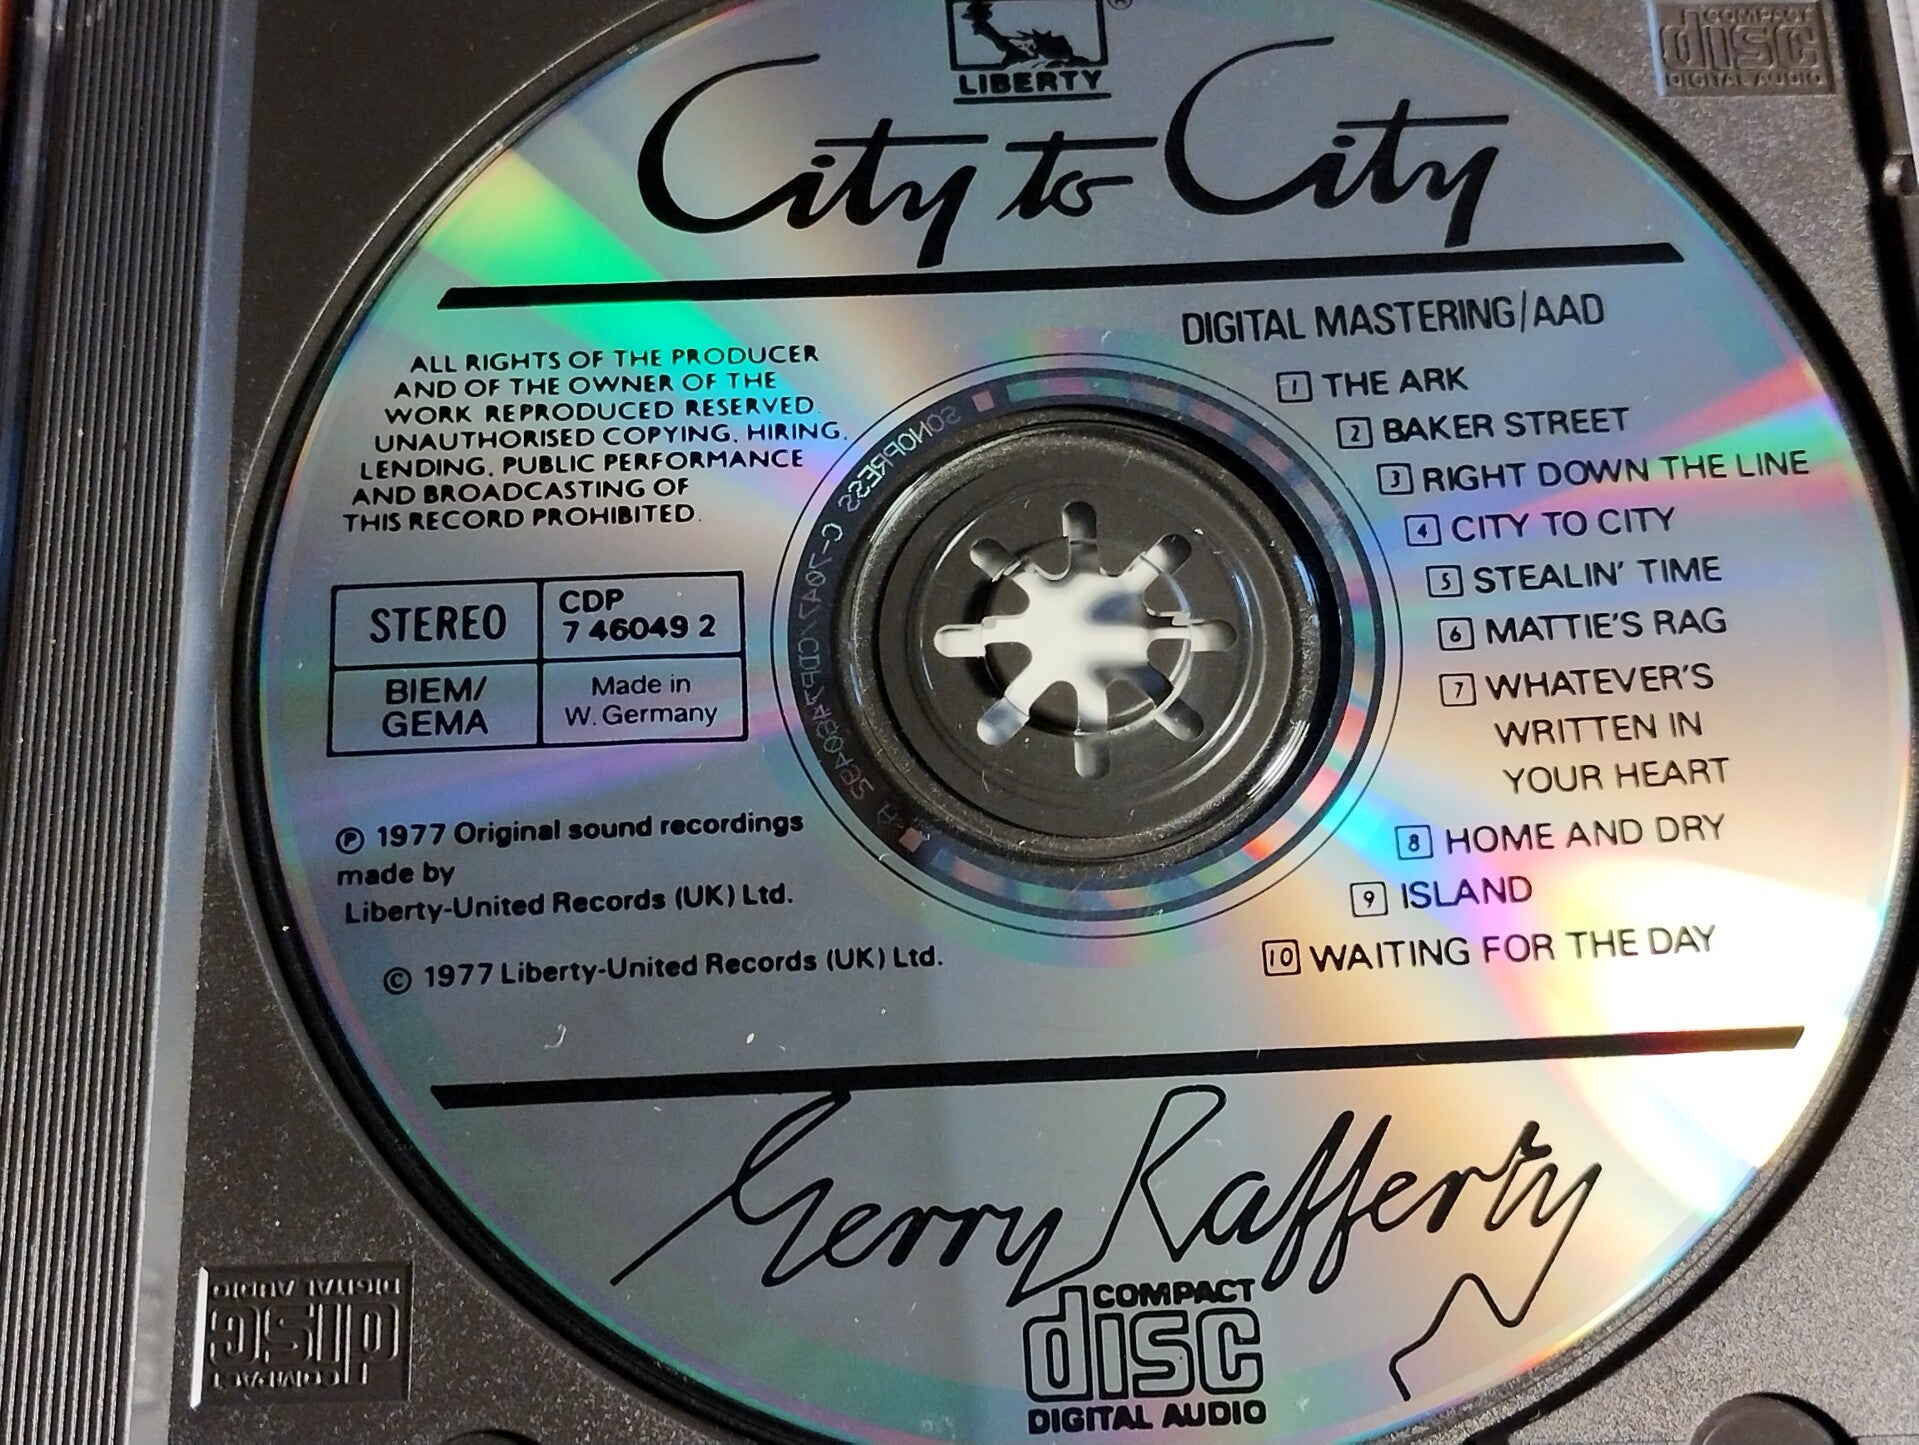 LIBERTY
City to City
DIGITAL MASTERING/AAD
ALL RIGHTS OF THE PRODUCER
AND OF THE OWNER OF THE
WORK REPRODUCED RESERVED.
UNAUTHORISED COPYING, HIRING,
LENDING, PUBLIC PERFORMANCE
AND BROADCASTING OF
THIS RECORD PROHIBITED.
STEREO
CDP
7 46049 2
BIEM/
GEMA
Made in
W. Germany
℗ 1977 Original sound recordings
made by
Liberty-United Records (UK) Ltd.
© 1977 Liberty-United Records (UK) Ltd.
1 THE ARK
2 BAKER STREET
3 RIGHT DOWN THE LINE
4 CITY TO CITY
5 STEALIN' TIME
6 MATTIE'S RAG
7 WHATEVER'S
WRITTEN IN
YOUR HEART
8 HOME AND DRY
9 ISLAND
10 WAITING FOR THE DAY
SONOPRESS
Gerry Rafferty
COMPACT
disc
DIGITAL AUDIO
COMPACT
disc
DIGITAL AUDIO
COMPACT
disc
DIGITAL AUDIO